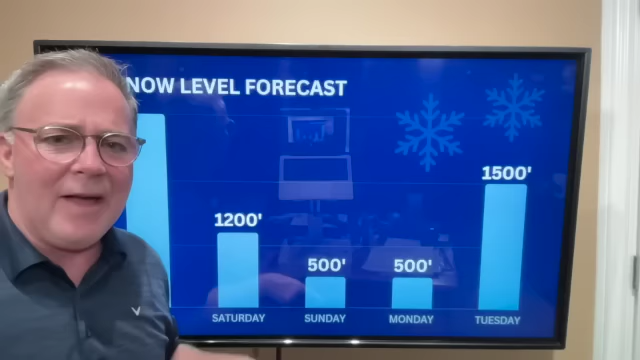 NOW LEVEL FORECAST
1500'
1200'
500'
500'
SATURDAY
SUNDAY
MONDAY
TUESDAY